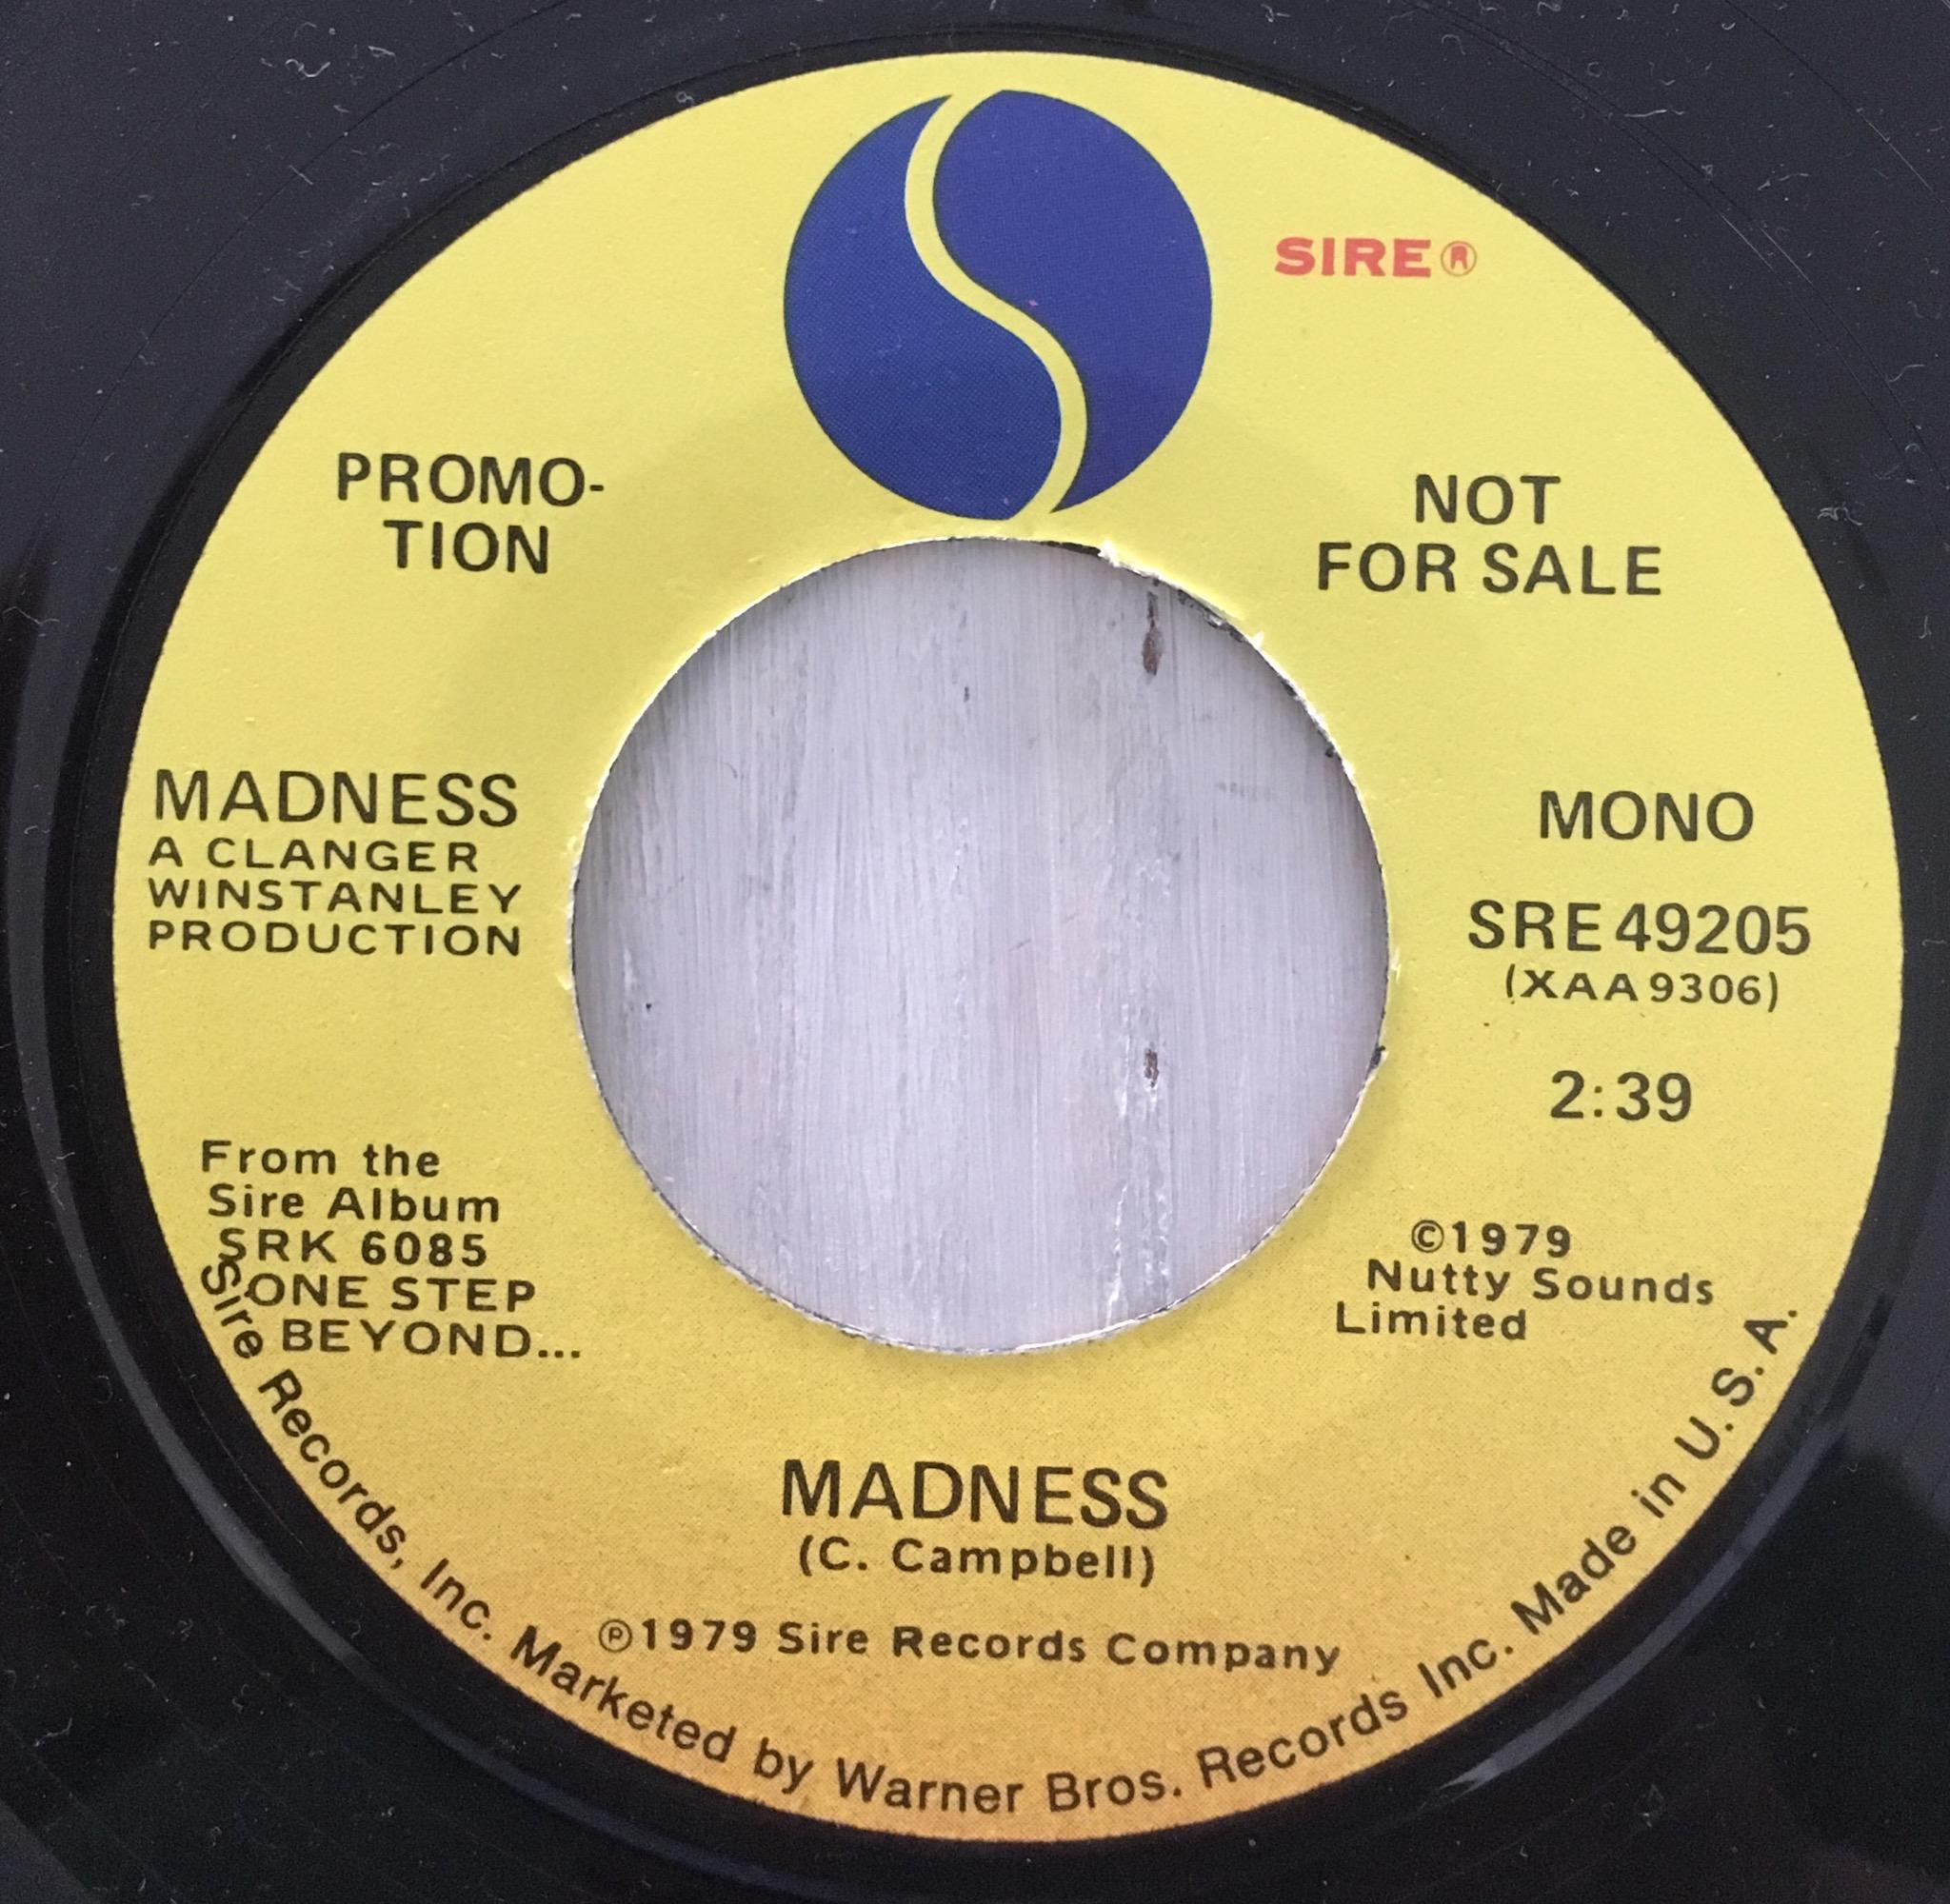 SIRE®
PROMO-
TION
NOT
FOR SALE
MADNESS
A CLANGER
WINSTANLEY
PRODUCTION
MONO
SRE 49205
(XAA 9306)
2:39
From the
Sire Album
SRK 6085
ONE STEP
BEYOND...
©1979
Nutty Sounds
Limited
MADNESS
(C. Campbell)
℗1979 Sire Records Company
Sire Records, Inc. Marketed by Warner Bros. Records Inc. Made in U.S.A.